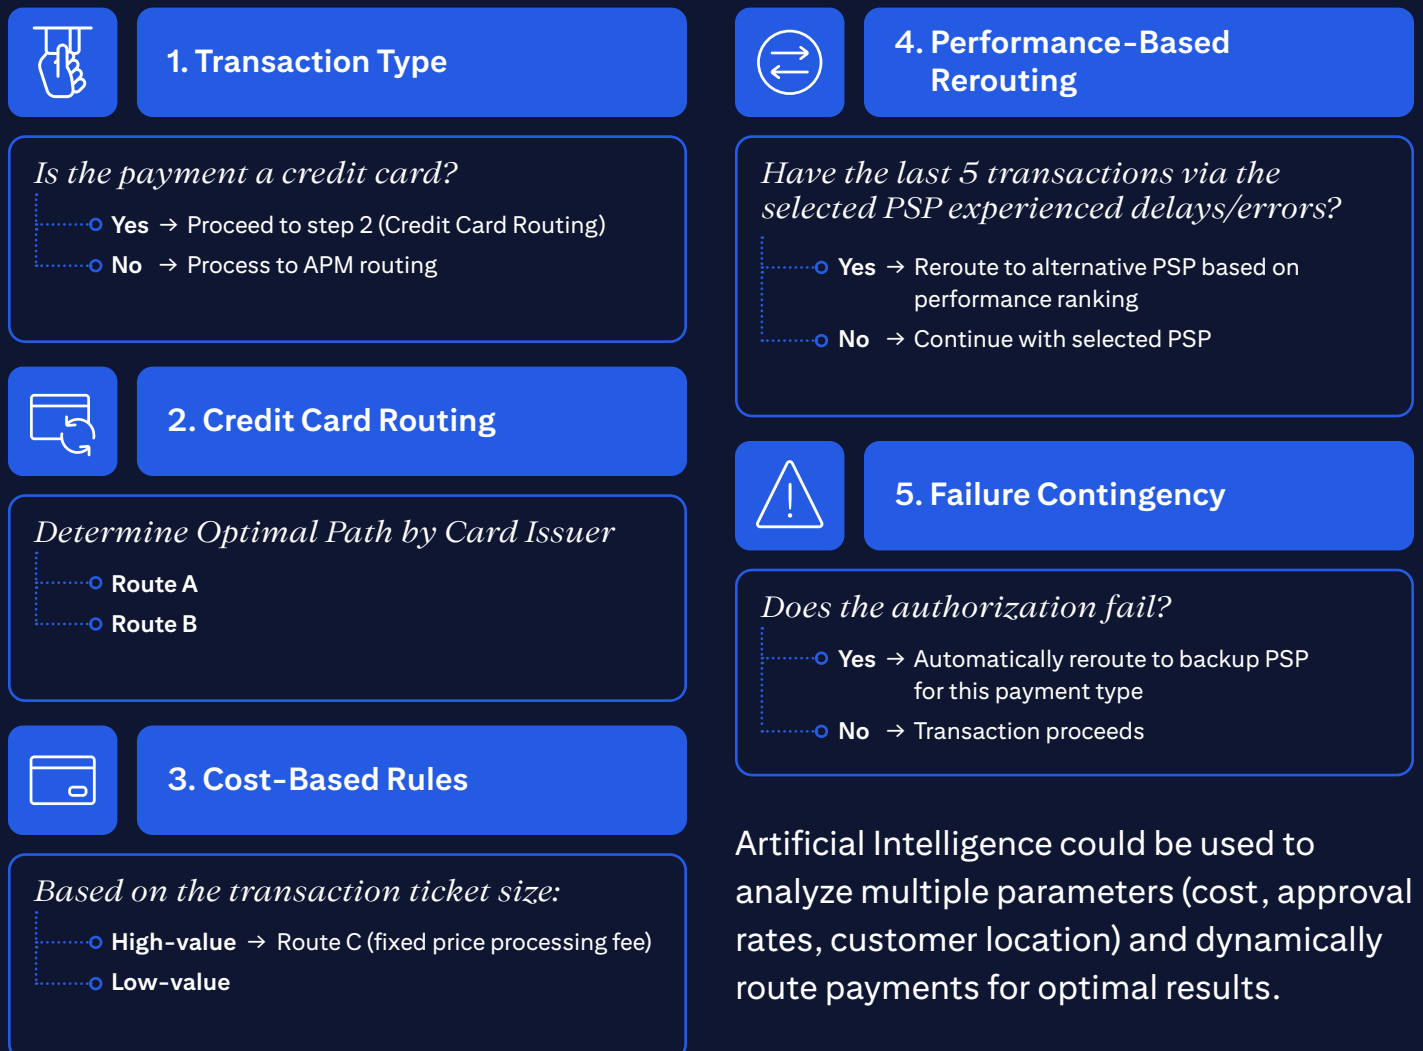 1. Transaction Type
Is the payment a credit card?
Yes → Proceed to step 2 (Credit Card Routing)
No → Process to APM routing
2. Credit Card Routing
Determine Optimal Path by Card Issuer
Route A
Route B
3. Cost-Based Rules
Based on the transaction ticket size:
High-value → Route C (fixed price processing fee)
Low-value
4. Performance-Based
Rerouting
Have the last 5 transactions via the
selected PSP experienced delays/errors?
Yes → Reroute to alternative PSP based on
performance ranking
No → Continue with selected PSP
5. Failure Contingency
Does the authorization fail?
Yes → Automatically reroute to backup PSP
for this payment type
No → Transaction proceeds
Artificial Intelligence could be used to
analyze multiple parameters (cost, approval
rates, customer location) and dynamically
route payments for optimal results.